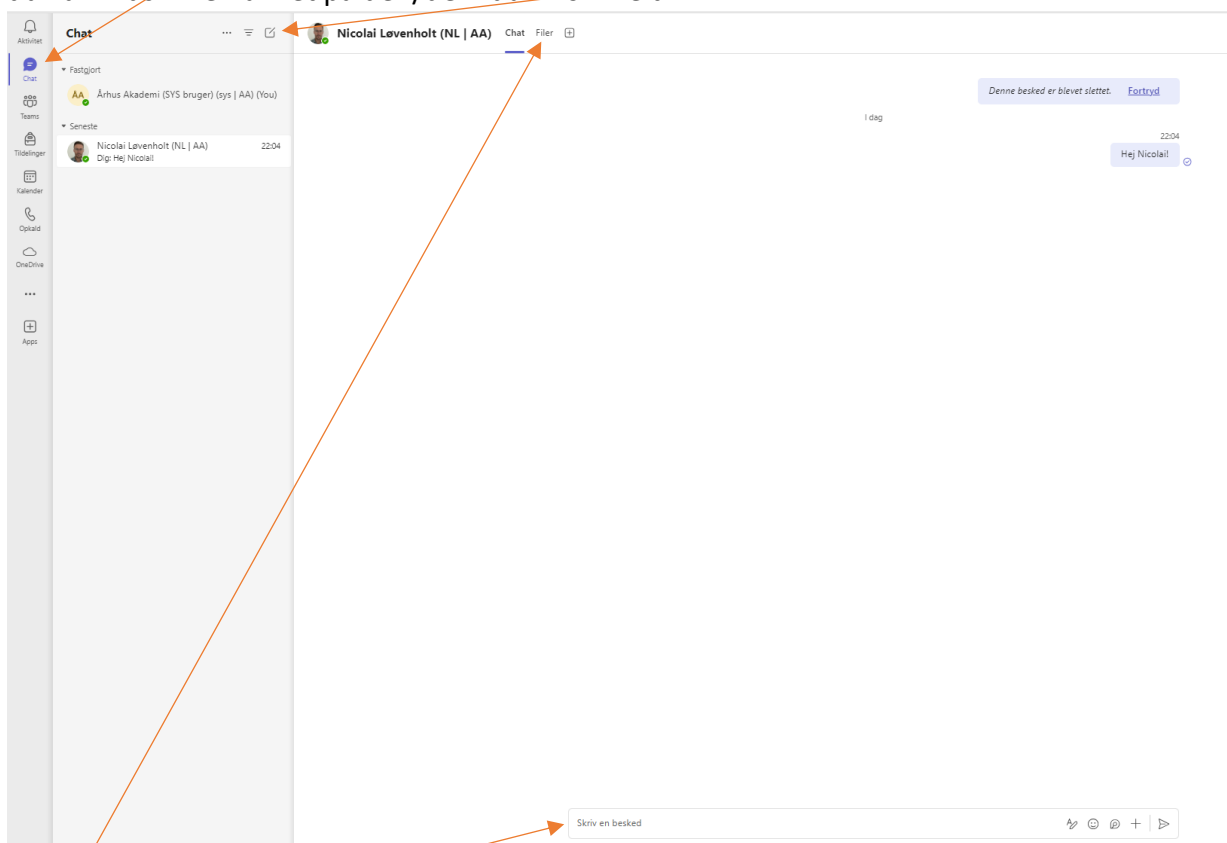 Aktivitet
Chat
Teams
Tildelinger
Kalender
Opkald
OneDrive
Apps
Chat
Fastgjort
ÅA Århus Akademi (SYS bruger) (sys | AA) (You)
Seneste
Nicolai Løvenholt (NL | AA) 22:04
Dig: Hej Nicolai!
Nicolai Løvenholt (NL | AA) Chat Filer
Denne besked er blevet slettet. Fortryd
I dag
22:04
Hej Nicolai!
Skriv en besked